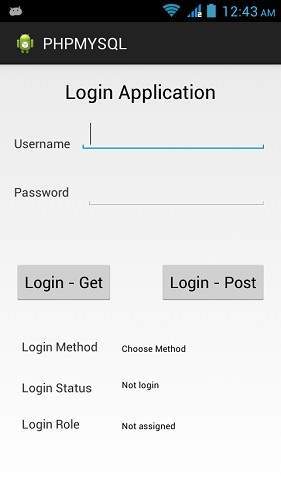 12:43 AM
PHPMYSQL
Login Application
Username
Password
Login - Get Login - Post
Login Method Choose Method
Login Status Not login
Login Role Not assigned